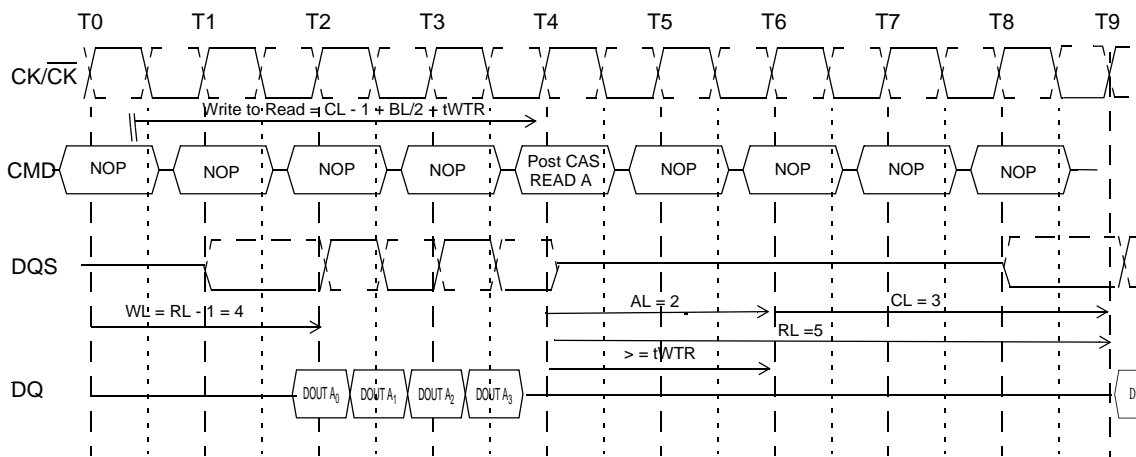 T0 T1 T2 T3 T4 T5 T6 T7 T8 T9
CK/CK
Write to Read = CL - 1 + BL/2 + tWTR
CMD NOP NOP NOP NOP Post CAS READ A NOP NOP NOP NOP
DQS
WL = RL - 1 = 4
AL = 2
CL = 3
RL =5
> = tWTR
DQ DOUT A0 DOUT A1 DOUT A2 DOUT A3 D